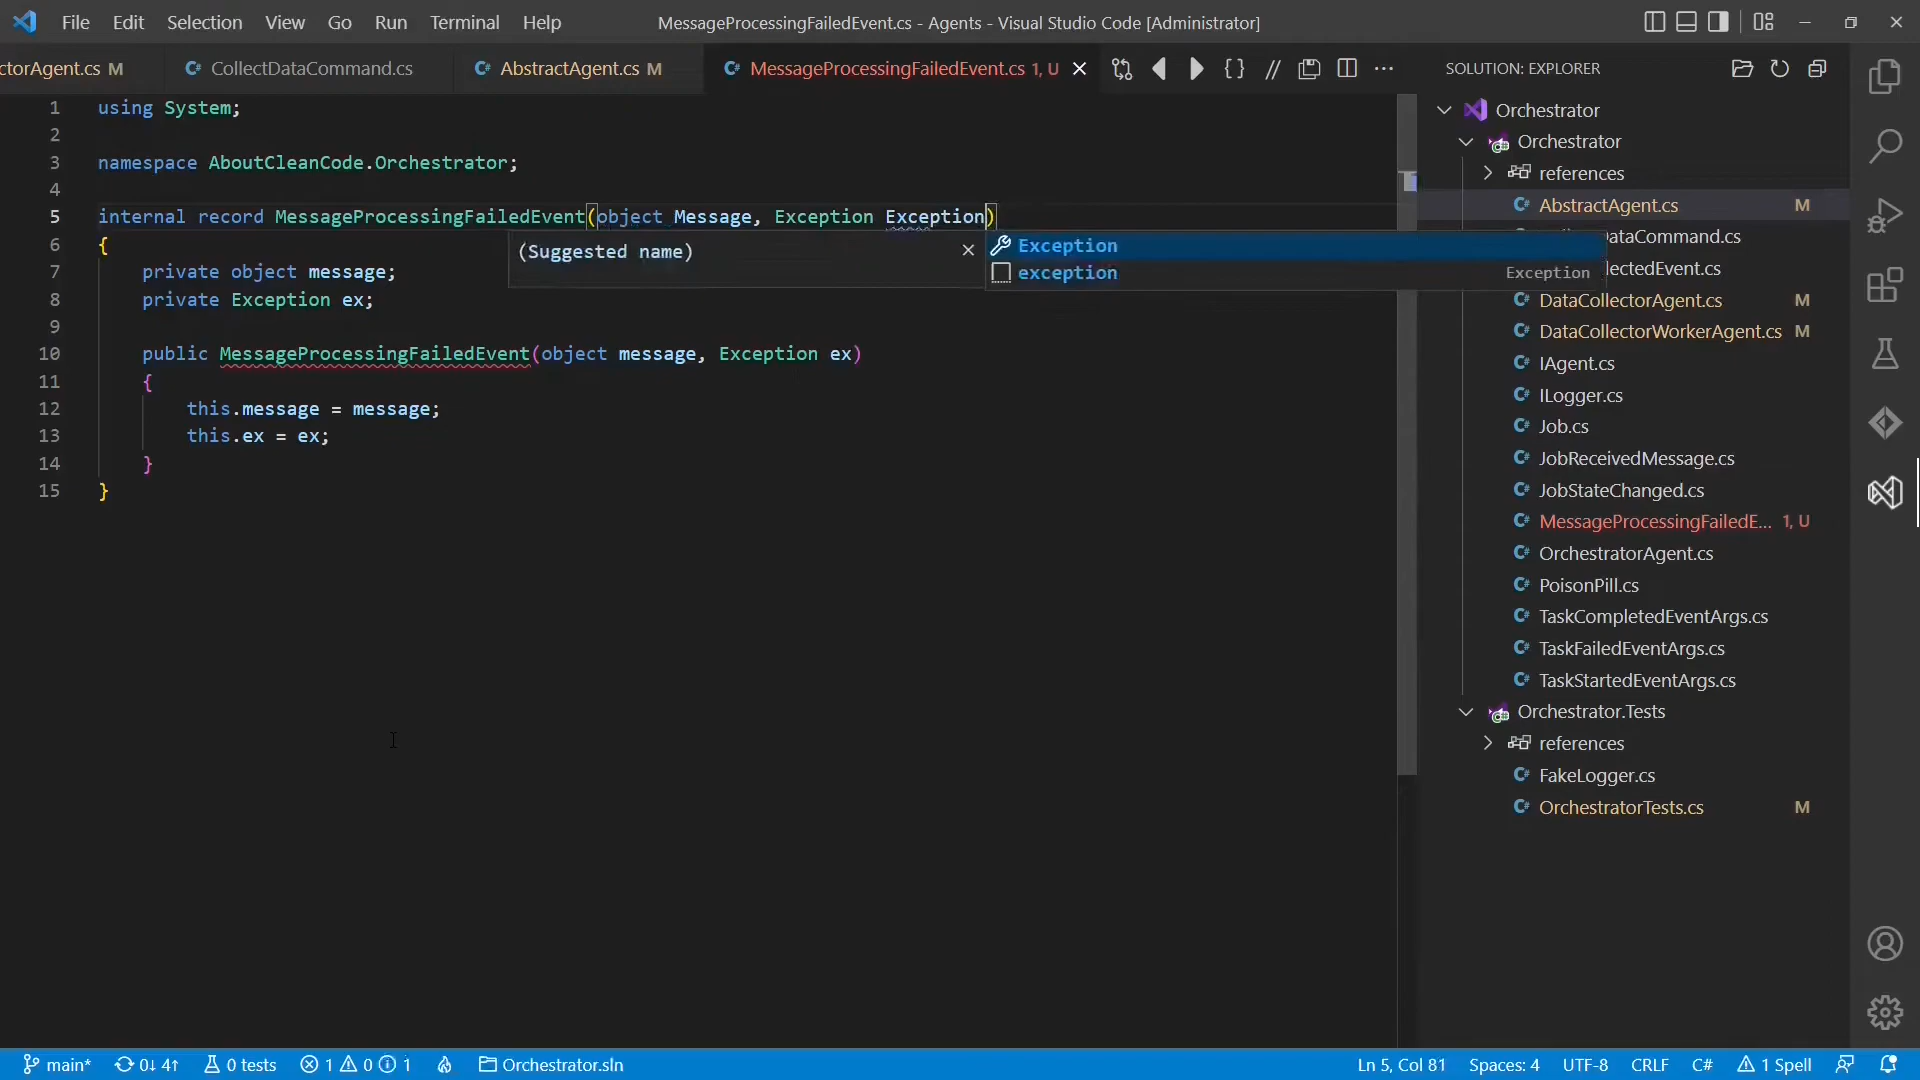 File Edit Selection View Go Run Terminal Help
MessageProcessingFailedEvent.cs - Agents - Visual Studio Code [Administrator]
ctorAgent.cs M
CollectDataCommand.cs
AbstractAgent.cs M
MessageProcessingFailedEvent.cs 1, U
1 using System;
2
3 namespace AboutCleanCode.Orchestrator;
4
5 internal record MessageProcessingFailedEvent(object Message, Exception Exception)
6 {
7 private object message;
8 private Exception ex;
9
10 public MessageProcessingFailedEvent(object message, Exception ex)
11 {
12 this.message = message;
13 this.ex = ex;
14 }
15 }
(Suggested name)
Exception
exception Exception
SOLUTION: EXPLORER
Orchestrator
Orchestrator
references
AbstractAgent.cs M
DataCommand.cs
lectedEvent.cs
DataCollectorAgent.cs M
DataCollectorWorkerAgent.cs M
IAgent.cs
ILogger.cs
Job.cs
JobReceivedMessage.cs
JobStateChanged.cs
MessageProcessingFailedE... 1, U
OrchestratorAgent.cs
PoisonPill.cs
TaskCompletedEventArgs.cs
TaskFailedEventArgs.cs
TaskStartedEventArgs.cs
Orchestrator.Tests
references
FakeLogger.cs
OrchestratorTests.cs M
main* 0↓ 4↑ 0 tests 1 0 1 Orchestrator.sln
Ln 5, Col 81 Spaces: 4 UTF-8 CRLF C# 1 Spell